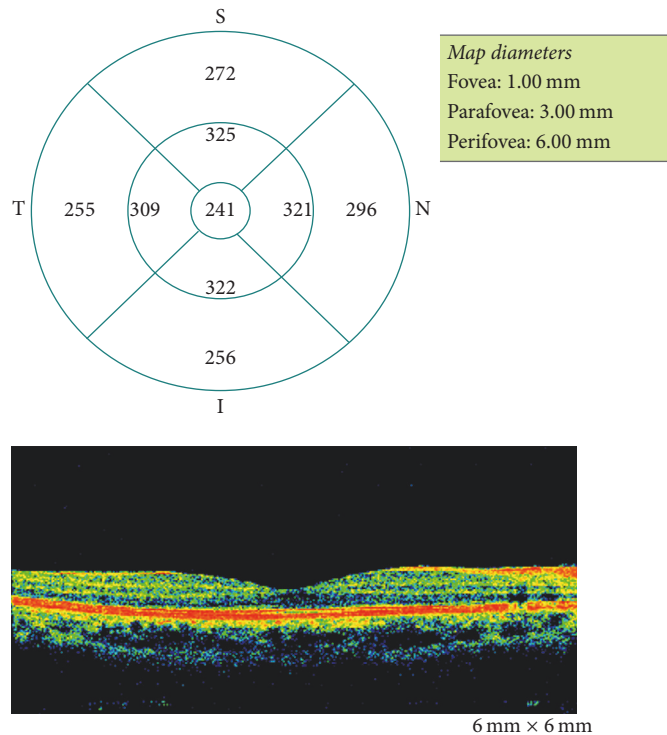 S
272
325
T 255 309 241 321 296 N
322
256
I
Map diameters
Fovea: 1.00 mm
Parafovea: 3.00 mm
Perifovea: 6.00 mm
6 mm × 6 mm